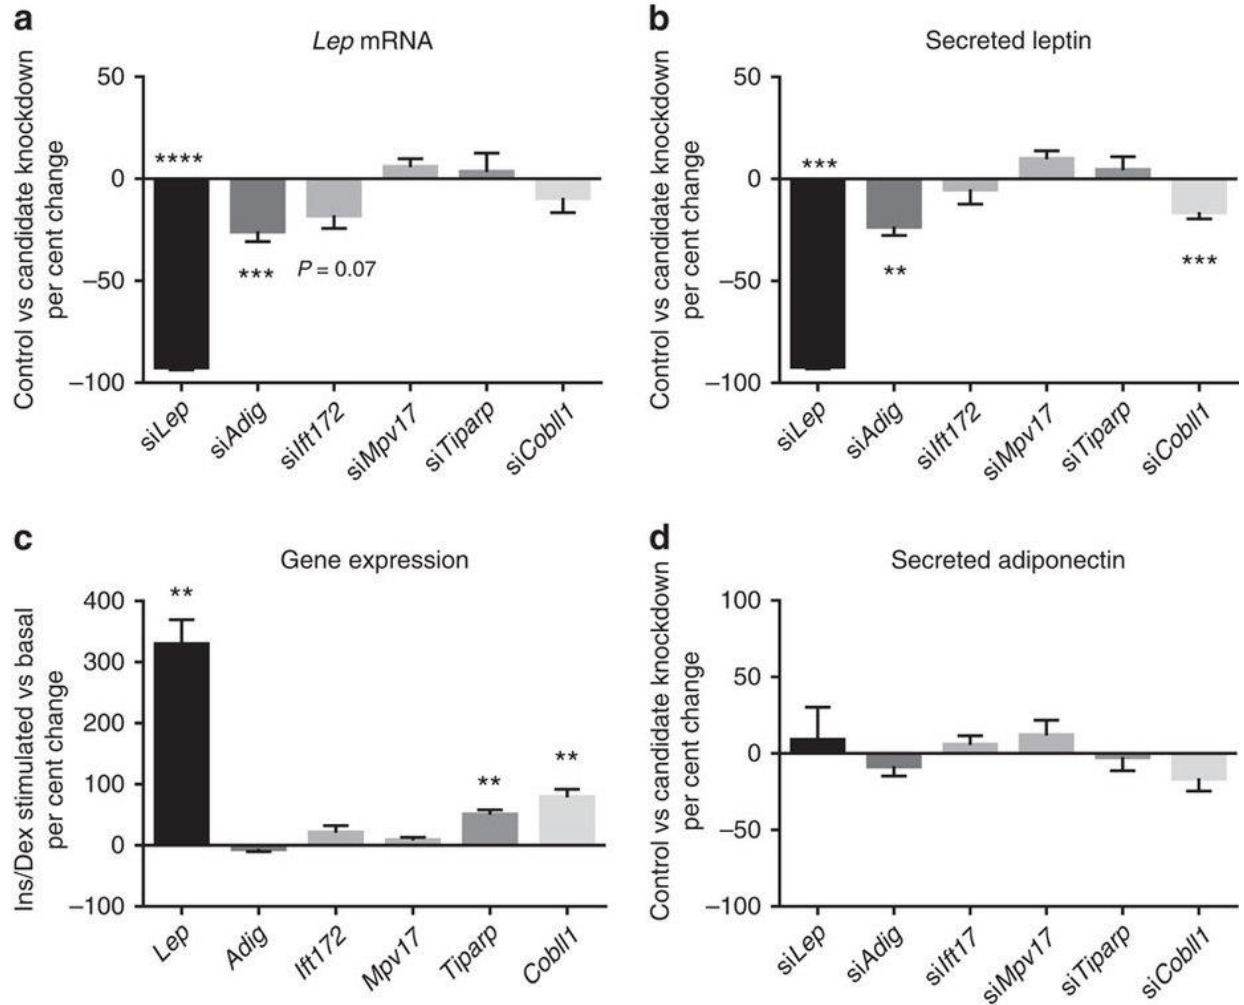 a
Lep mRNA
Control vs candidate knockdown
per cent change
50
0
−50
−100
****
***
P = 0.07
siLep
siAdig
siIft172
siMpv17
siTiparp
siCobll1
b
Secreted leptin
Control vs candidate knockdown
per cent change
50
0
−50
−100
***
**
***
siLep
siAdig
siIft172
siMpv17
siTiparp
siCobll1
c
Gene expression
Ins/Dex stimulated vs basal
per cent change
400
300
200
100
0
−100
**
**
**
Lep
Adig
Ift172
Mpv17
Tiparp
Cobll1
d
Secreted adiponectin
Control vs candidate knockdown
per cent change
100
50
0
−50
−100
siLep
siAdig
siIft17
siMpv17
siTiparp
siCobll1